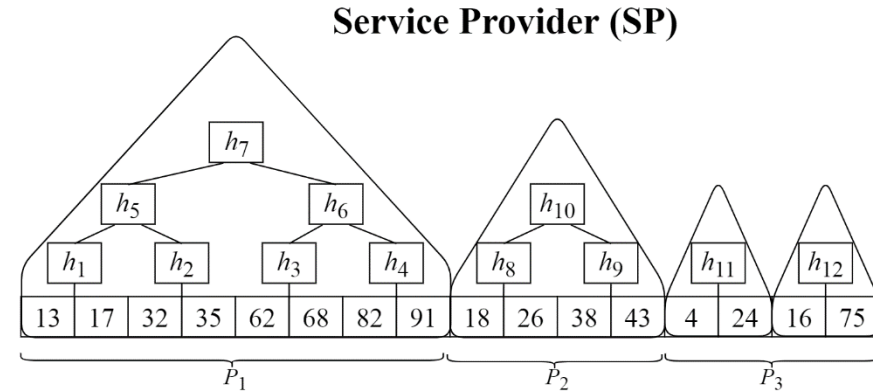 Service Provider (SP)
h7
h5 h6 h10
h1 h2 h3 h4 h8 h9 h11 h12
13 17 32 35 62 68 82 91 18 26 38 43 4 24 16 75
P1 P2 P3